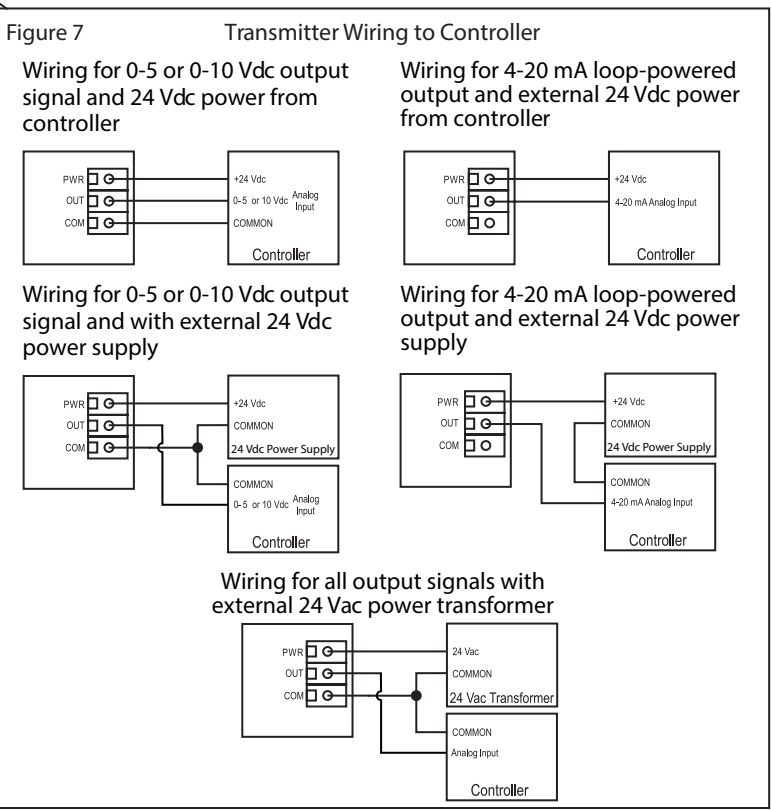 Figure 7
Transmitter Wiring to Controller
Wiring for 0-5 or 0-10 Vdc output
signal and 24 Vdc power from
controller
PWR
OUT
COM
+24 Vdc
0-5 or 10 Vdc Analog
Input
COMMON
Controller
Wiring for 4-20 mA loop-powered
output and external 24 Vdc power
from controller
PWR
OUT
COM
+24 Vdc
4-20 mA Analog Input
Controller
Wiring for 0-5 or 0-10 Vdc output
signal and with external 24 Vdc
power supply
PWR
OUT
COM
+24 Vdc
COMMON
24 Vdc Power Supply
COMMON
0-5 or 10 Vdc Analog
Input
Controller
Wiring for 4-20 mA loop-powered
output and external 24 Vdc power
supply
PWR
OUT
COM
+24 Vdc
COMMON
24 Vdc Power Supply
COMMON
4-20 mA Analog Input
Controller
Wiring for all output signals with
external 24 Vac power transformer
PWR
OUT
COM
24 Vac
COMMON
24 Vac Transformer
COMMON
Analog Input
Controller